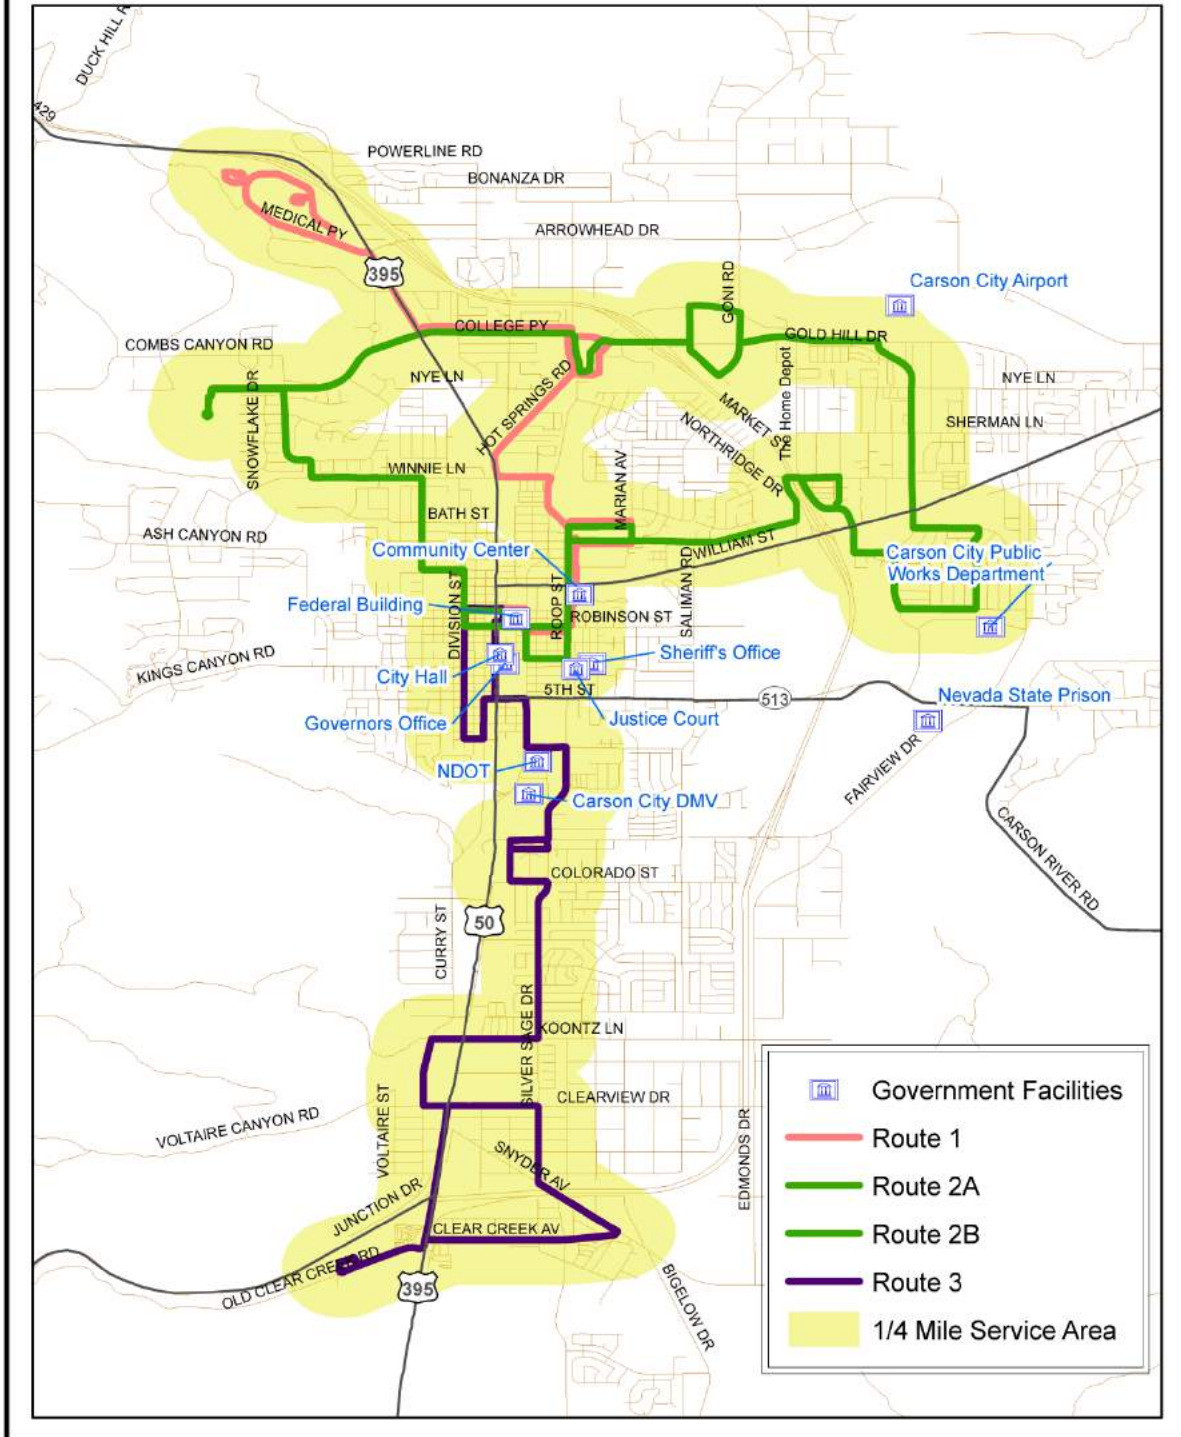 DUCK HILL R
429
POWERLINE RD
BONANZA DR
MEDICAL PY
ARROWHEAD DR
395
GONI RD
Carson City Airport
COLLEGE PY
GOLD HILL DR
COMBS CANYON RD
The Home Depot
NYE LN
NYE LN
SNOWFLAKE DR
HOT SPRINGS RD
MARKET ST
NORTHRIDGE DR
SHERMAN LN
WINNIE LN
MARIAN AV
BATH ST
ASH CANYON RD
WILLIAM ST
Community Center
Carson City Public
Works Department
DIVISION ST
ROOP ST
SALIMAN RD
Federal Building
ROBINSON ST
KINGS CANYON RD
City Hall
Sheriff's Office
5TH ST
513
Nevada State Prison
Governors Office
Justice Court
NDOT
FAIRVIEW DR
Carson City DMV
CARSON RIVER RD
COLORADO ST
50
CURRY ST
SILVER SAGE DR
KOONTZ LN
CLEARVIEW DR
VOLTAIRE ST
VOLTAIRE CANYON RD
SNYDER AV
EDMONDS DR
JUNCTION DR
CLEAR CREEK AV
OLD CLEAR CREEK RD
395
BIGELOW DR
Government Facilities
Route 1
Route 2A
Route 2B
Route 3
1/4 Mile Service Area